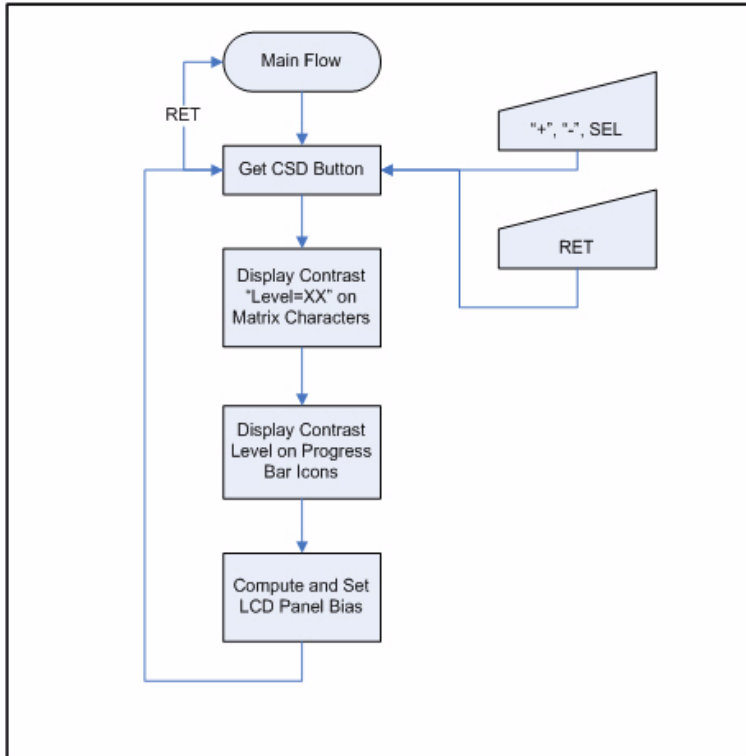 Main Flow
RET
Get CSD Button
“+”, “-”, SEL
RET
Display Contrast
“Level=XX” on
Matrix Characters
Display Contrast
Level on Progress
Bar Icons
Compute and Set
LCD Panel Bias